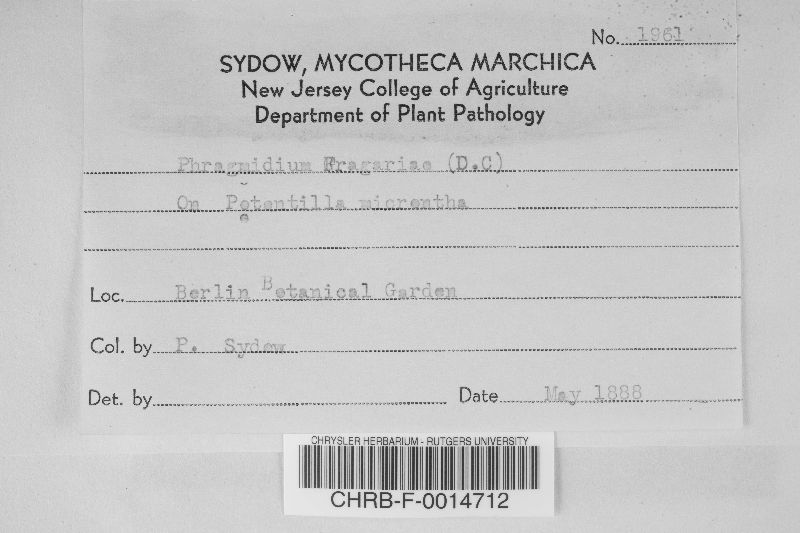 No. 1961
SYDOW, MYCOTHECA MARCHICA
New Jersey College of Agriculture
Department of Plant Pathology
Phragmidium Fragariae (D.C)
On Potentilla micrantha
Loc. Berlin Botanical Garden
Col. by P. Sydow
Det. by
Date May 1888
CHRYSLER HERBARIUM - RUTGERS UNIVERSITY
CHRB-F-0014712